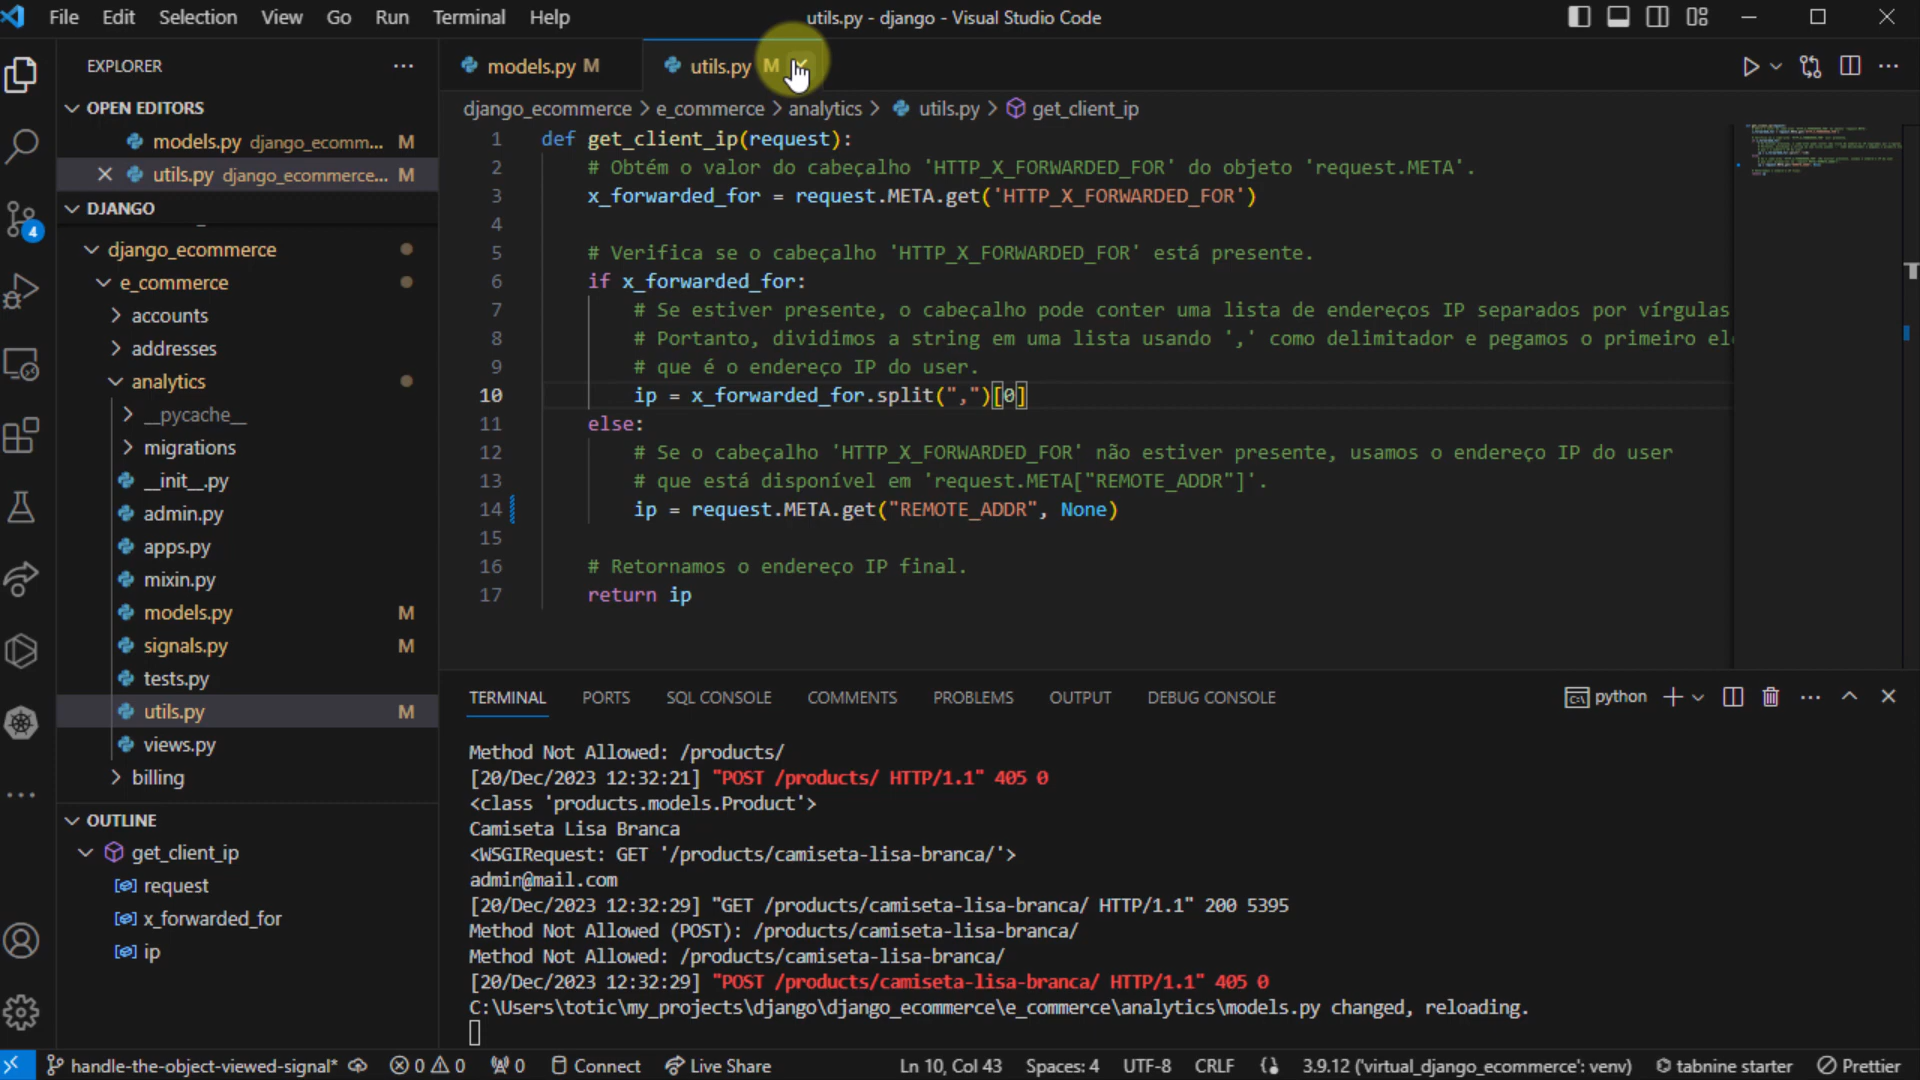 File Edit Selection View Go Run Terminal Help
utils.py - django - Visual Studio Code
EXPLORER
OPEN EDITORS
models.py django_ecomm... M
utils.py django_ecommerce... M
DJANGO
django_ecommerce
e_commerce
accounts
addresses
analytics
__pycache__
migrations
__init__.py
admin.py
apps.py
mixin.py
models.py M
signals.py M
tests.py
utils.py M
views.py
billing
OUTLINE
get_client_ip
request
x_forwarded_for
ip
4
models.py M
utils.py M
django_ecommerce > e_commerce > analytics > utils.py > get_client_ip
1 def get_client_ip(request):
2 # Obtém o valor do cabeçalho 'HTTP_X_FORWARDED_FOR' do objeto 'request.META'.
3 x_forwarded_for = request.META.get('HTTP_X_FORWARDED_FOR')
4
5 # Verifica se o cabeçalho 'HTTP_X_FORWARDED_FOR' está presente.
6 if x_forwarded_for:
7 # Se estiver presente, o cabeçalho pode conter uma lista de endereços IP separados por vírgulas
8 # Portanto, dividimos a string em uma lista usando ',' como delimitador e pegamos o primeiro el
9 # que é o endereço IP do user.
10 ip = x_forwarded_for.split(",")[0]
11 else:
12 # Se o cabeçalho 'HTTP_X_FORWARDED_FOR' não estiver presente, usamos o endereço IP do user
13 # que está disponível em 'request.META["REMOTE_ADDR"]'.
14 ip = request.META.get("REMOTE_ADDR", None)
15
16 # Retornamos o endereço IP final.
17 return ip
TERMINAL PORTS SQL CONSOLE COMMENTS PROBLEMS OUTPUT DEBUG CONSOLE
python
Method Not Allowed: /products/
[20/Dec/2023 12:32:21] "POST /products/ HTTP/1.1" 405 0
<class 'products.models.Product'>
Camiseta Lisa Branca
<WSGIRequest: GET '/products/camiseta-lisa-branca/'>
admin@mail.com
[20/Dec/2023 12:32:29] "GET /products/camiseta-lisa-branca/ HTTP/1.1" 200 5395
Method Not Allowed (POST): /products/camiseta-lisa-branca/
Method Not Allowed: /products/camiseta-lisa-branca/
[20/Dec/2023 12:32:29] "POST /products/camiseta-lisa-branca/ HTTP/1.1" 405 0
C:\Users\totic\my_projects\django\django_ecommerce\e_commerce\analytics\models.py changed, reloading.
handle-the-object-viewed-signal* 0 0 0 Connect Live Share Ln 10, Col 43 Spaces: 4 UTF-8 CRLF 3.9.12 ('virtual_django_ecommerce': venv) tabnine starter Prettier